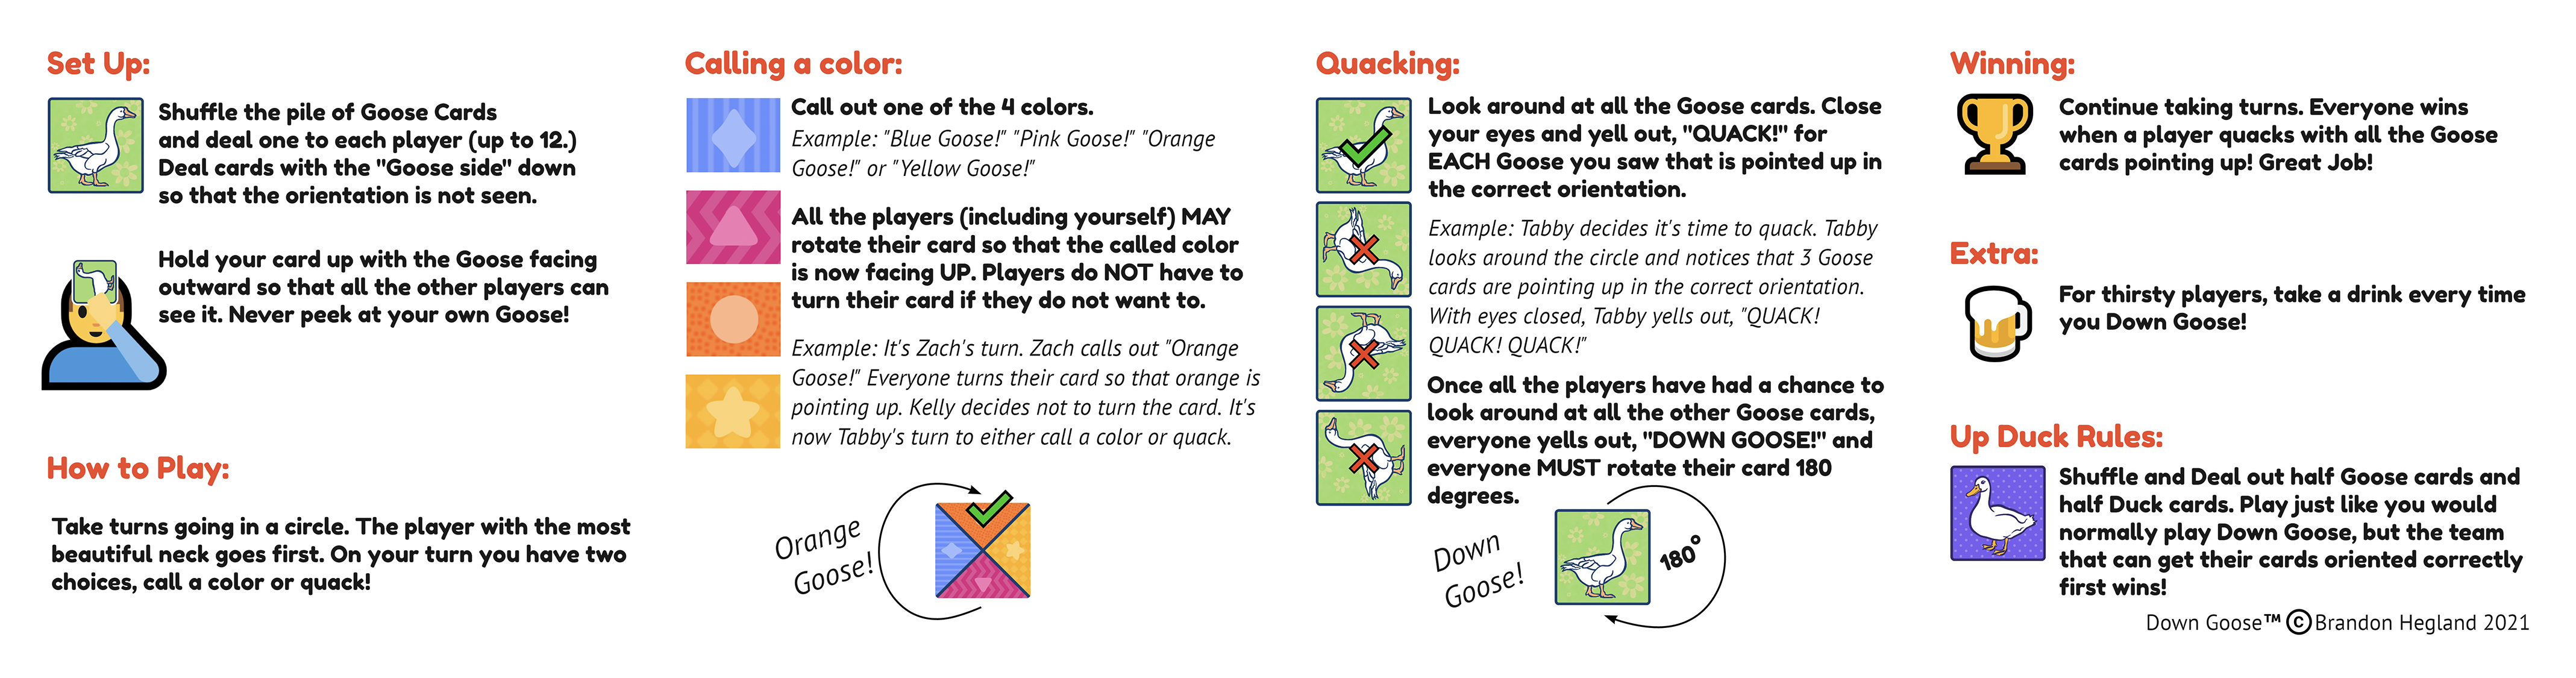 Set Up:
Shuffle the pile of Goose Cards
and deal one to each player (up to 12.)
Deal cards with the "Goose side" down
so that the orientation is not seen.
Hold your card up with the Goose facing
outward so that all the other players can
see it. Never peek at your own Goose!
How to Play:
Take turns going in a circle. The player with the most
beautiful neck goes first. On your turn you have two
choices, call a color or quack!
Calling a color:
Call out one of the 4 colors.
Example: "Blue Goose!" "Pink Goose!" "Orange
Goose!" or "Yellow Goose!"
All the players (including yourself) MAY
rotate their card so that the called color
is now facing UP. Players do NOT have to
turn their card if they do not want to.
Example: It's Zach's turn. Zach calls out "Orange
Goose!" Everyone turns their card so that orange is
pointing up. Kelly decides not to turn the card. It's
now Tabby's turn to either call a color or quack.
Orange
Goose!
Quacking:
Look around at all the Goose cards. Close
your eyes and yell out, "QUACK!" for
EACH Goose you saw that is pointed up in
the correct orientation.
Example: Tabby decides it's time to quack. Tabby
looks around the circle and notices that 3 Goose
cards are pointing up in the correct orientation.
With eyes closed, Tabby yells out, "QUACK!
QUACK! QUACK!"
Once all the players have had a chance to
look around at all the other Goose cards,
everyone yells out, "DOWN GOOSE!" and
everyone MUST rotate their card 180
degrees.
Down
Goose!
180°
Winning:
Continue taking turns. Everyone wins
when a player quacks with all the Goose
cards pointing up! Great Job!
Extra:
For thirsty players, take a drink every time
you Down Goose!
Up Duck Rules:
Shuffle and Deal out half Goose cards and
half Duck cards. Play just like you would
normally play Down Goose, but the team
that can get their cards oriented correctly
first wins!
Down Goose™ © Brandon Hegland 2021